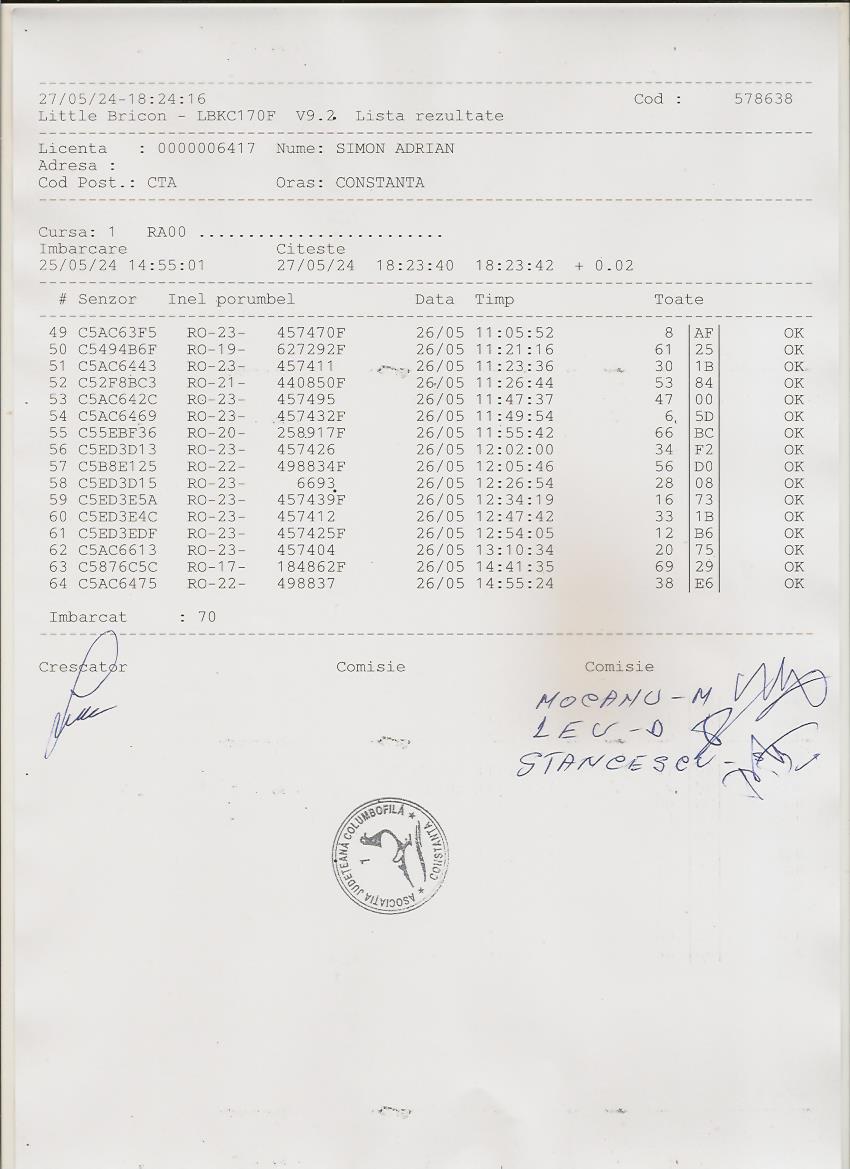 27/05/24-18:24:16 Cod : 578638
Little Bricon - LBKC170F V9.2 Lista rezultate
Licenta : 0000006417 Nume: SIMON ADRIAN
Adresa :
Cod Post.: CTA Oras: CONSTANTA
Cursa: 1 RA00 .........................
Imbarcare Citeste
25/05/24 14:55:01 27/05/24 18:23:40 18:23:42 + 0.02
# Senzor Inel porumbel Data Timp Toate
49 C5AC63F5 RO-23- 457470F 26/05 11:05:52 8 |AF| OK
50 C5494B6F RO-19- 627292F 26/05 11:21:16 61 |25| OK
51 C5AC6443 RO-23- 457411 26/05 11:23:36 30 |1B| OK
52 C52F8BC3 RO-21- 440850F 26/05 11:26:44 53 |84| OK
53 C5AC642C RO-23- 457495 26/05 11:47:37 47 |00| OK
54 C5AC6469 RO-23- 457432F 26/05 11:49:54 6 |5D| OK
55 C55EBF36 RO-20- 258917F 26/05 11:55:42 66 |BC| OK
56 C5ED3D13 RO-23- 457426 26/05 12:02:00 34 |F2| OK
57 C5B8E125 RO-22- 498834F 26/05 12:05:46 56 |D0| OK
58 C5ED3D15 RO-23- 6693 26/05 12:26:54 28 |08| OK
59 C5ED3E5A RO-23- 457439F 26/05 12:34:19 16 |73| OK
60 C5ED3E4C RO-23- 457412 26/05 12:47:42 33 |1B| OK
61 C5ED3EDF RO-23- 457425F 26/05 12:54:05 12 |B6| OK
62 C5AC6613 RO-23- 457404 26/05 13:10:34 20 |75| OK
63 C5876C5C RO-17- 184862F 26/05 14:41:35 69 |29| OK
64 C5AC6475 RO-22- 498837 26/05 14:55:24 38 |E6| OK
Imbarcat : 70
Crescator Comisie Comisie
MOCANU-M
LEU-D
STANCESCU-
ASOCIAȚIA JUDEȚEANĂ COLUMBOFILĂ ★ CONSTANȚA ★
1